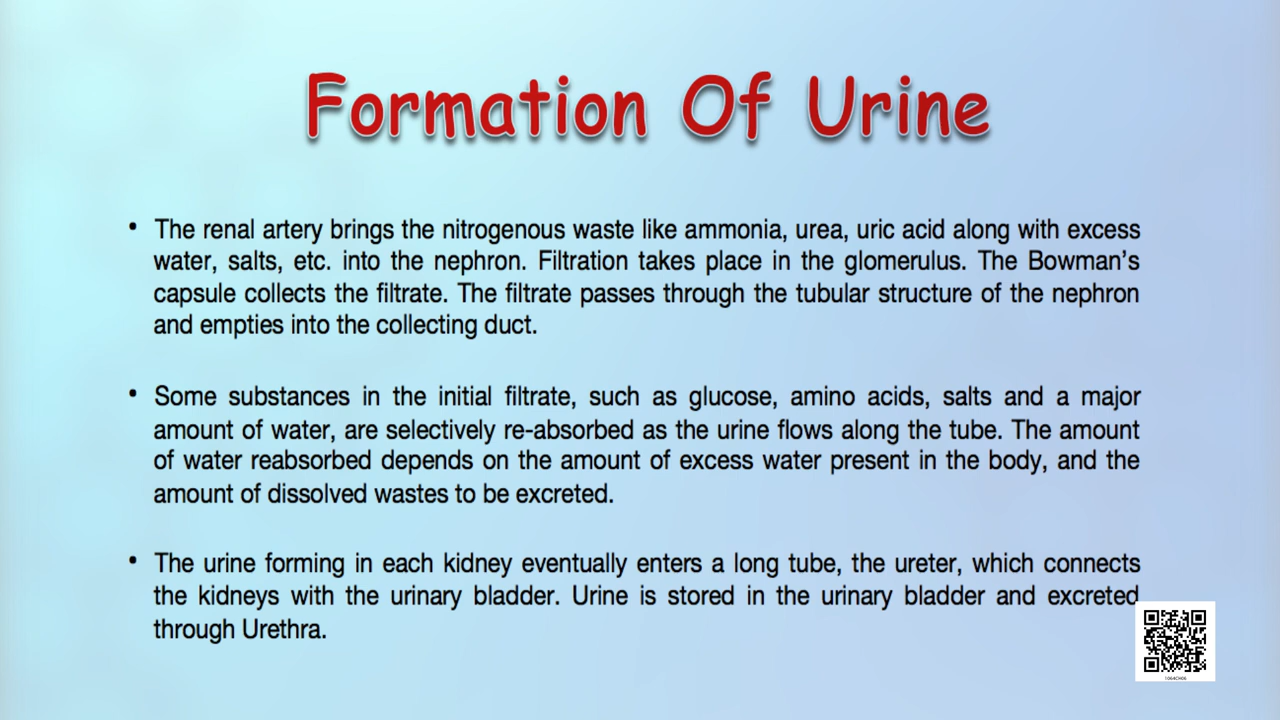 Formation Of Urine
• The renal artery brings the nitrogenous waste like ammonia, urea, uric acid along with excess
water, salts, etc. into the nephron. Filtration takes place in the glomerulus. The Bowman's
capsule collects the filtrate. The filtrate passes through the tubular structure of the nephron
and empties into the collecting duct.
• Some substances in the initial filtrate, such as glucose, amino acids, salts and a major
amount of water, are selectively re-absorbed as the urine flows along the tube. The amount
of water reabsorbed depends on the amount of excess water present in the body, and the
amount of dissolved wastes to be excreted.
• The urine forming in each kidney eventually enters a long tube, the ureter, which connects
the kidneys with the urinary bladder. Urine is stored in the urinary bladder and excreted
through Urethra.
1064CH06